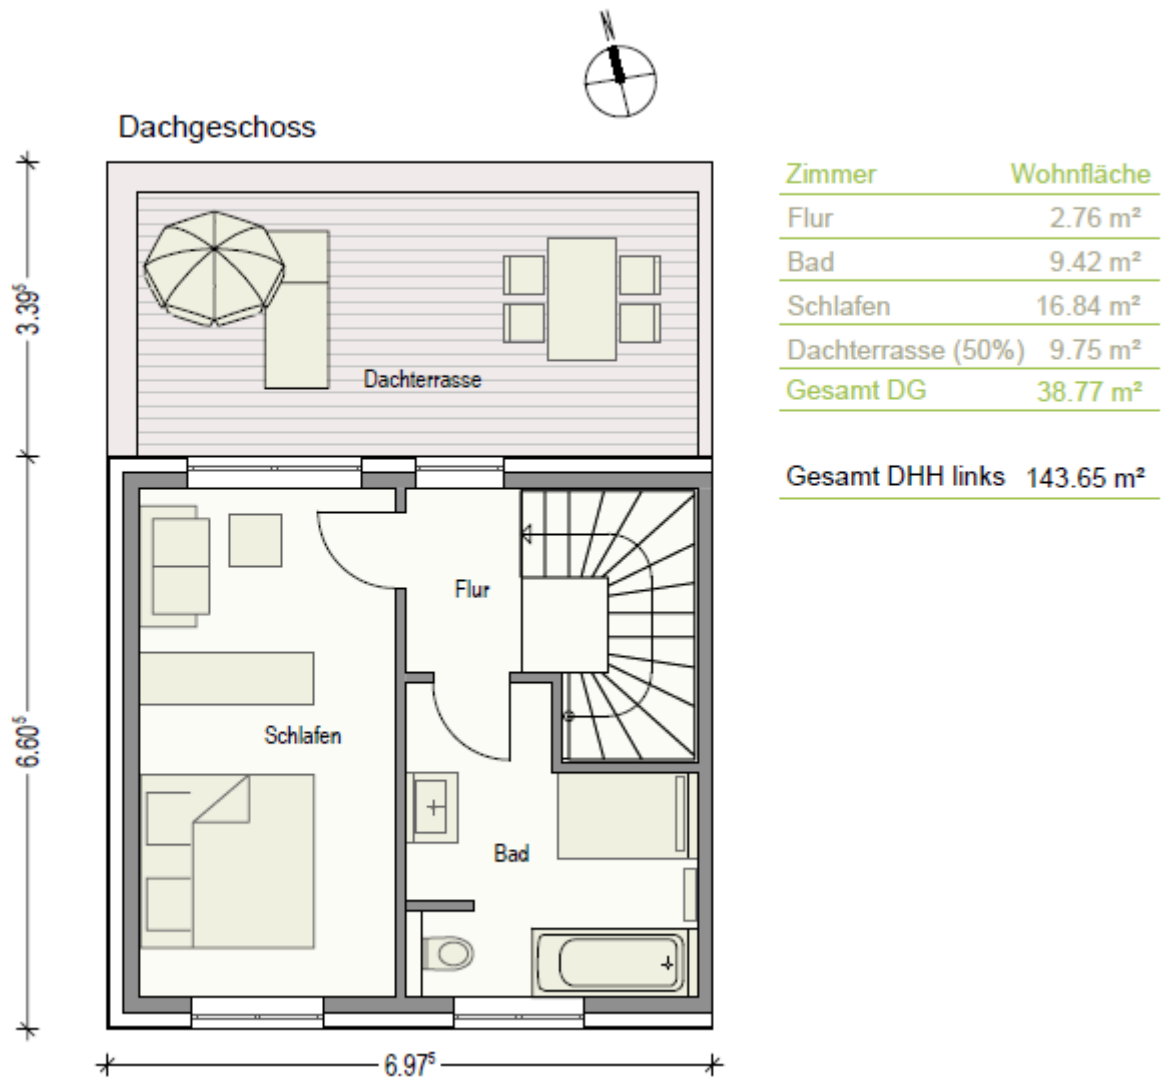 N
Dachgeschoss
Zimmer Wohnfläche
Flur 2.76 m²
Bad 9.42 m²
Schlafen 16.84 m²
Dachterrasse (50%) 9.75 m²
Gesamt DG 38.77 m²
Gesamt DHH links 143.65 m²
3.39⁵
Dachterrasse
Flur
6.60⁵
Schlafen
Bad
6.97⁵